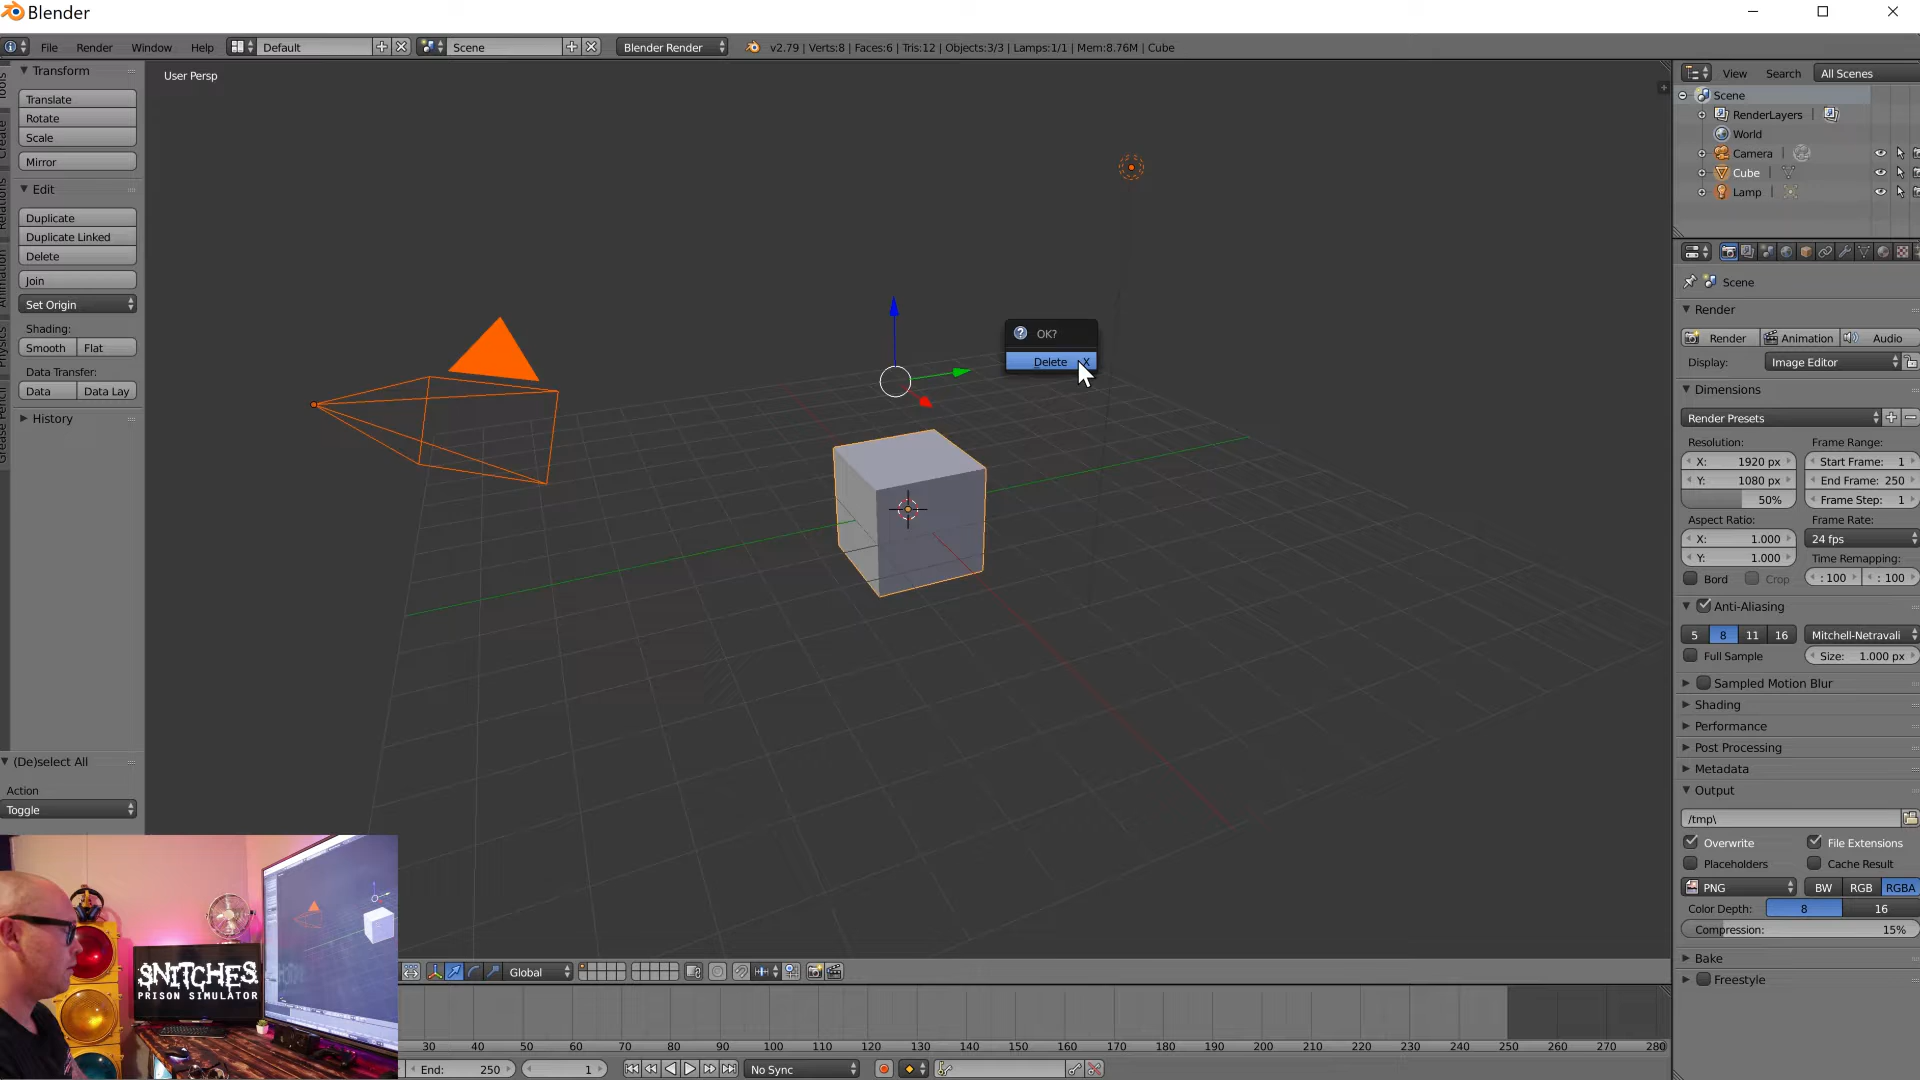 Blender
File Render Window Help Default Scene Blender Render v2.79 | Verts:8 | Faces:6 | Tris:12 | Objects:3/3 | Lamps:1/1 | Mem:8.76M | Cube
Tools
Create
Relations
Animation
Physics
Grease Pencil
Transform
Translate
Rotate
Scale
Mirror
Edit
Duplicate
Duplicate Linked
Delete
Join
Set Origin
Shading:
Smooth Flat
Data Transfer:
Data Data Lay
History
(De)select All
Action
Toggle
User Persp
OK?
Delete X
View Search All Scenes
Scene
RenderLayers
World
Camera
Cube
Lamp
Scene
Render
Render Animation Audio
Display: Image Editor
Dimensions
Render Presets
Resolution: Frame Range:
X: 1920 px Start Frame: 1
Y: 1080 px End Frame: 250
50% Frame Step: 1
Aspect Ratio: Frame Rate:
X: 1.000 24 fps
Y: 1.000 Time Remapping:
Bord Crop : 100 : 100
Anti-Aliasing
5 8 11 16 Mitchell-Netravali
Full Sample Size: 1.000 px
Sampled Motion Blur
Shading
Performance
Post Processing
Metadata
Output
/tmp\
Overwrite File Extensions
Placeholders Cache Result
PNG BW RGB RGBA
Color Depth: 8 16
Compression: 15%
Bake
Freestyle
SNITCHES
PRISON SIMULATOR
Global
30 40 50 60 70 80 90 100 110 120 130 140 150 160 170 180 190 200 210 220 230 240 250 260 270 280
End: 250 1 No Sync